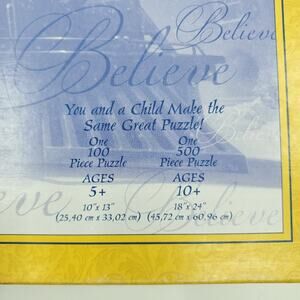 Believe
Believe
You and a Child Make the
Same Great Puzzle!
One One
100 500
Piece Puzzle Piece Puzzle
AGES AGES
5+ 10+
10"x 13" 18"x 24"
(25,40 cm x 33,02 cm) (45,72 cm x 60,96 cm)
Believe